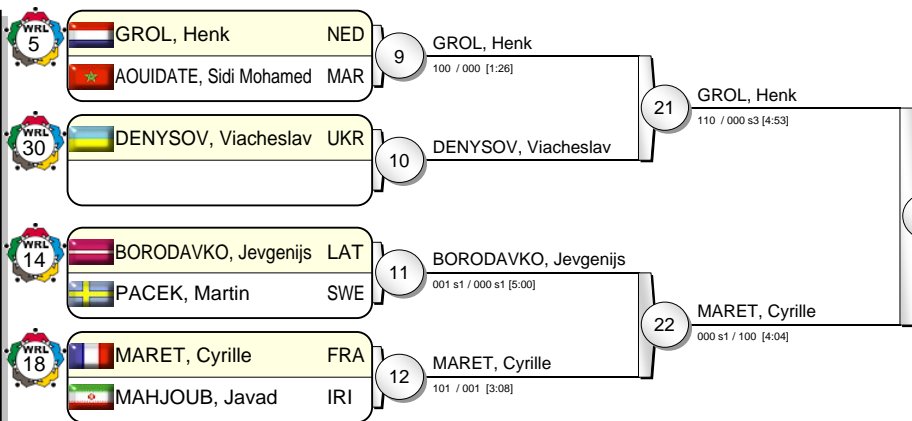 WRL 5 GROL, Henk NED
AOUIDATE, Sidi Mohamed MAR
9
GROL, Henk
100 / 000 [1:26]
WRL 30 DENYSOV, Viacheslav UKR
10
DENYSOV, Viacheslav
21
GROL, Henk
110 / 000 s3 [4:53]
WRL 14 BORODAVKO, Jevgenijs LAT
PACEK, Martin SWE
11
BORODAVKO, Jevgenijs
001 s1 / 000 s1 [5:00]
WRL 18 MARET, Cyrille FRA
MAHJOUB, Javad IRI
12
MARET, Cyrille
101 / 001 [3:08]
22
MARET, Cyrille
000 s1 / 100 [4:04]